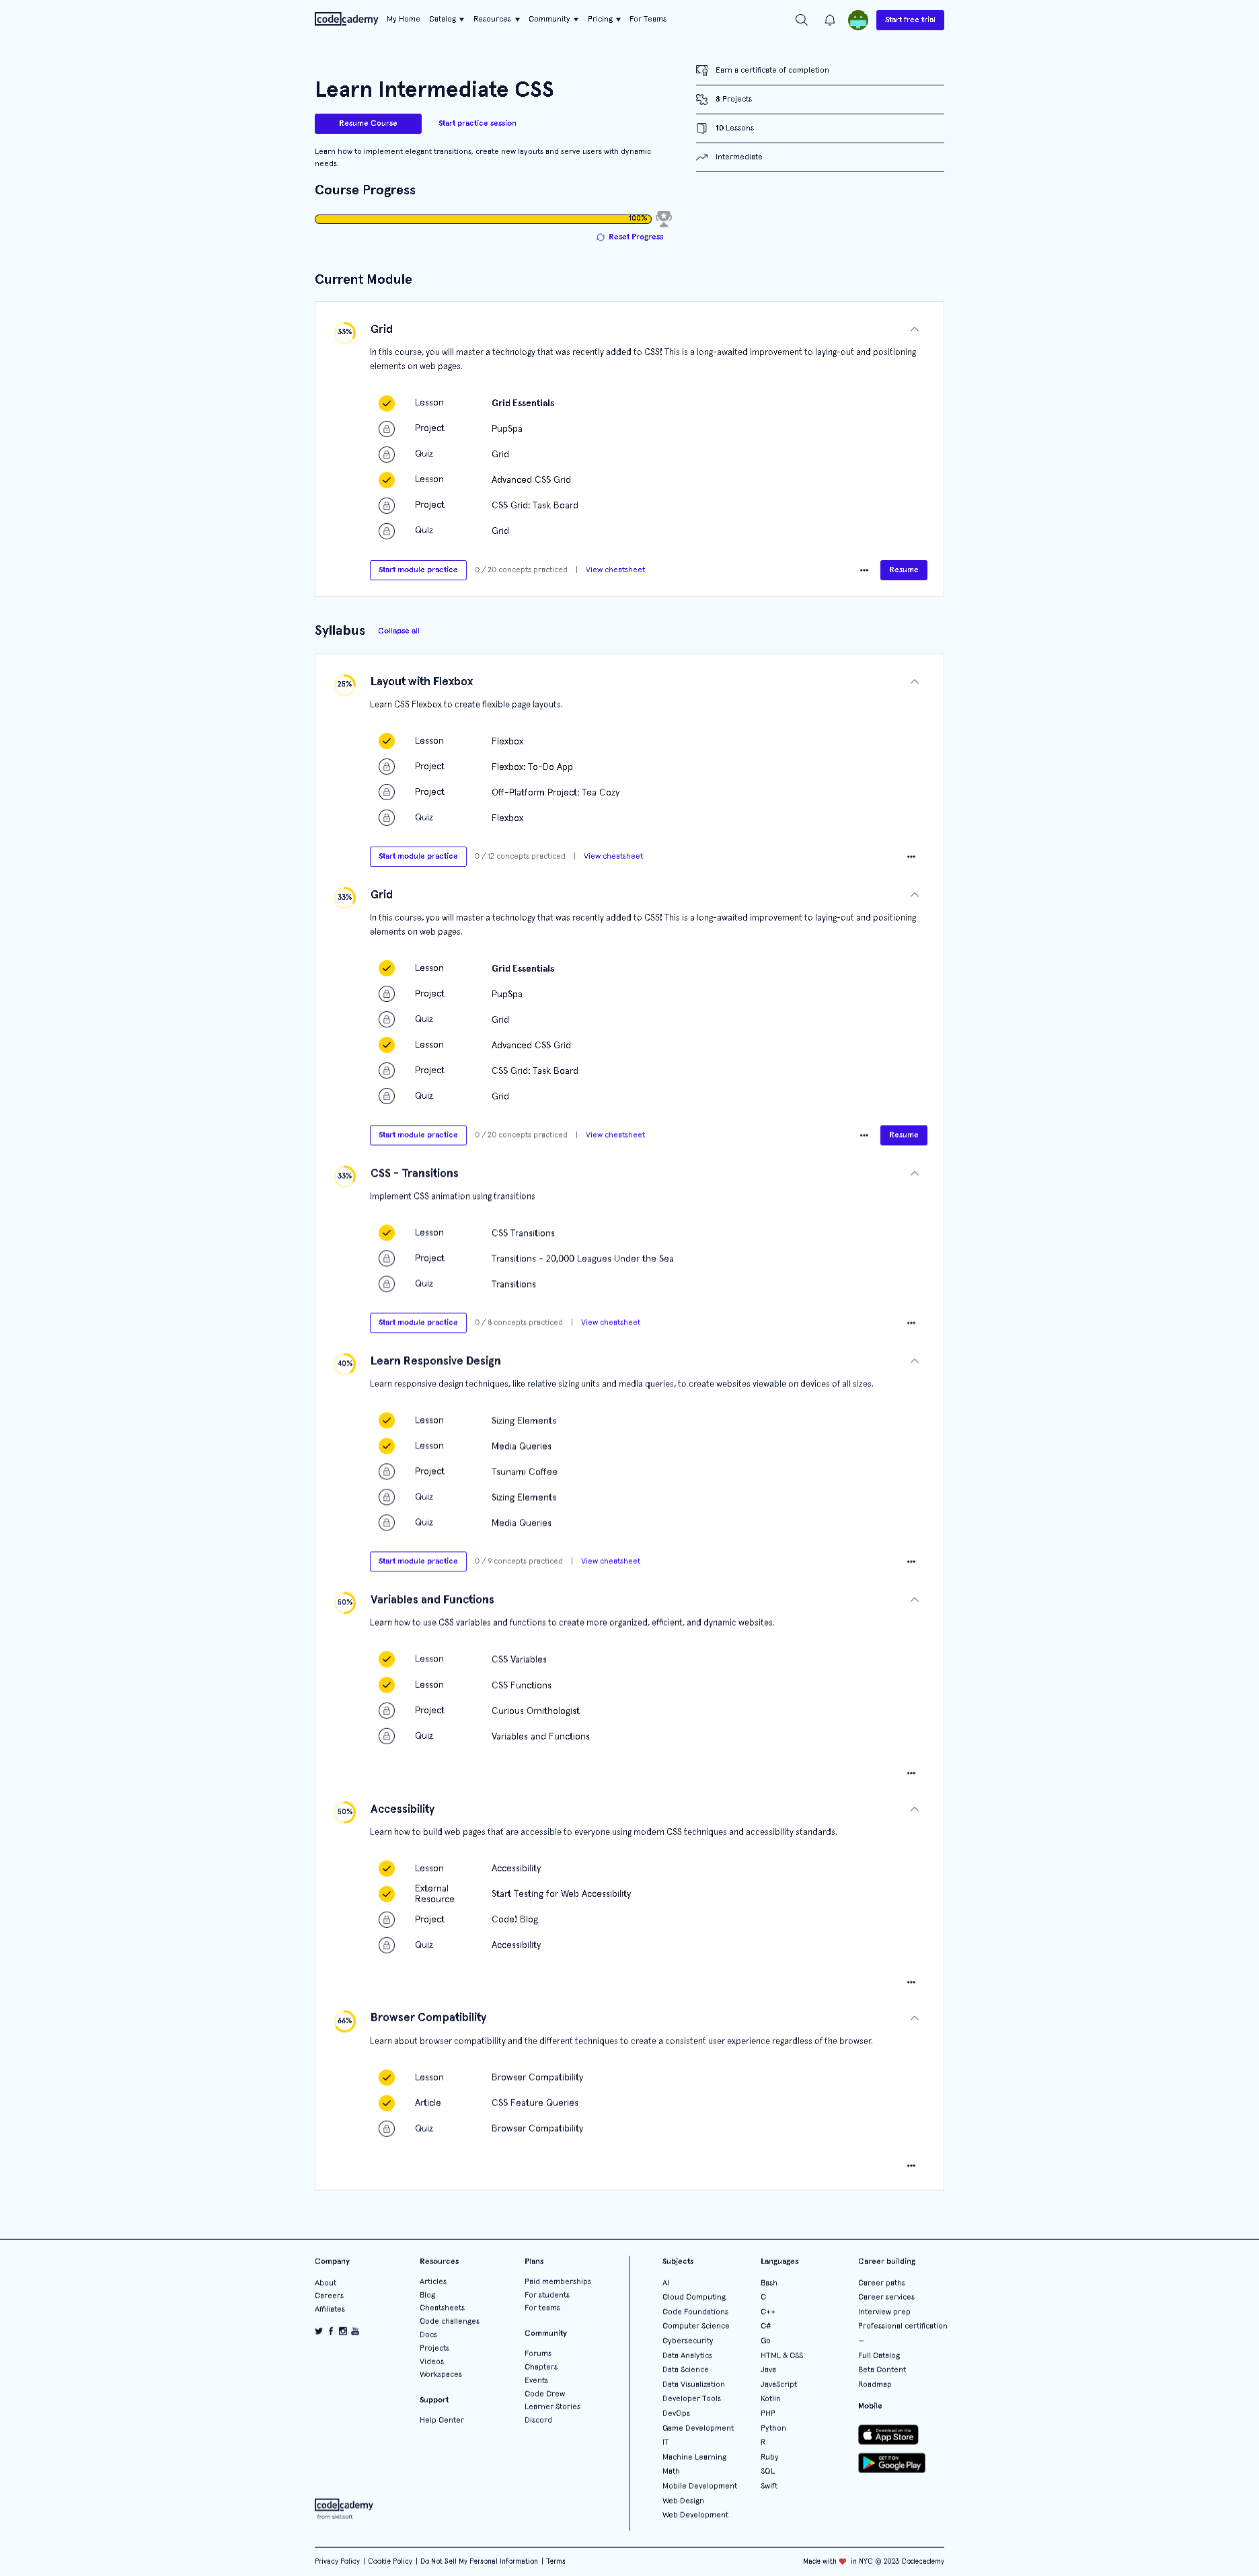 codecademy My Home Catalog Resources Community Pricing For Teams Start free trial
Learn Intermediate CSS
Resume Course Start practice session
Learn how to implement elegant transitions, create new layouts and serve users with dynamic
needs.
Earn a certificate of completion
8 Projects
10 Lessons
Intermediate
Course Progress
100%
Reset Progress
Current Module
33% Grid
In this course, you will master a technology that was recently added to CSS! This is a long-awaited improvement to laying-out and positioning
elements on web pages.
Lesson Grid Essentials
Project PupSpa
Quiz Grid
Lesson Advanced CSS Grid
Project CSS Grid: Task Board
Quiz Grid
Start module practice 0 / 20 concepts practiced | View cheatsheet ••• Resume
Syllabus Collapse all
25% Layout with Flexbox
Learn CSS Flexbox to create flexible page layouts.
Lesson Flexbox
Project Flexbox: To-Do App
Project Off-Platform Project: Tea Cozy
Quiz Flexbox
Start module practice 0 / 12 concepts practiced | View cheatsheet •••
33% Grid
In this course, you will master a technology that was recently added to CSS! This is a long-awaited improvement to laying-out and positioning
elements on web pages.
Lesson Grid Essentials
Project PupSpa
Quiz Grid
Lesson Advanced CSS Grid
Project CSS Grid: Task Board
Quiz Grid
Start module practice 0 / 20 concepts practiced | View cheatsheet ••• Resume
33% CSS - Transitions
Implement CSS animation using transitions
Lesson CSS Transitions
Project Transitions - 20,000 Leagues Under the Sea
Quiz Transitions
Start module practice 0 / 8 concepts practiced | View cheatsheet •••
40% Learn Responsive Design
Learn responsive design techniques, like relative sizing units and media queries, to create websites viewable on devices of all sizes.
Lesson Sizing Elements
Lesson Media Queries
Project Tsunami Coffee
Quiz Sizing Elements
Quiz Media Queries
Start module practice 0 / 9 concepts practiced | View cheatsheet •••
50% Variables and Functions
Learn how to use CSS variables and functions to create more organized, efficient, and dynamic websites.
Lesson CSS Variables
Lesson CSS Functions
Project Curious Ornithologist
Quiz Variables and Functions
•••
50% Accessibility
Learn how to build web pages that are accessible to everyone using modern CSS techniques and accessibility standards.
Lesson Accessibility
External
Resource Start Testing for Web Accessibility
Project Code! Blog
Quiz Accessibility
•••
66% Browser Compatibility
Learn about browser compatibility and the different techniques to create a consistent user experience regardless of the browser.
Lesson Browser Compatibility
Article CSS Feature Queries
Quiz Browser Compatibility
•••
Company
About
Careers
Affiliates
Resources
Articles
Blog
Cheatsheets
Code challenges
Docs
Projects
Videos
Workspaces
Support
Help Center
Plans
Paid memberships
For students
For teams
Community
Forums
Chapters
Events
Code Crew
Learner Stories
Discord
Subjects
AI
Cloud Computing
Code Foundations
Computer Science
Cybersecurity
Data Analytics
Data Science
Data Visualization
Developer Tools
DevOps
Game Development
IT
Machine Learning
Math
Mobile Development
Web Design
Web Development
Languages
Bash
C
C++
C#
Go
HTML & CSS
Java
JavaScript
Kotlin
PHP
Python
R
Ruby
SQL
Swift
Career building
Career paths
Career services
Interview prep
Professional certification
—
Full Catalog
Beta Content
Roadmap
Mobile
Download on the
App Store
GET IT ON
Google Play
codecademy
from skillsoft
Privacy Policy | Cookie Policy | Do Not Sell My Personal Information | Terms
Made with ❤️ in NYC © 2023 Codecademy